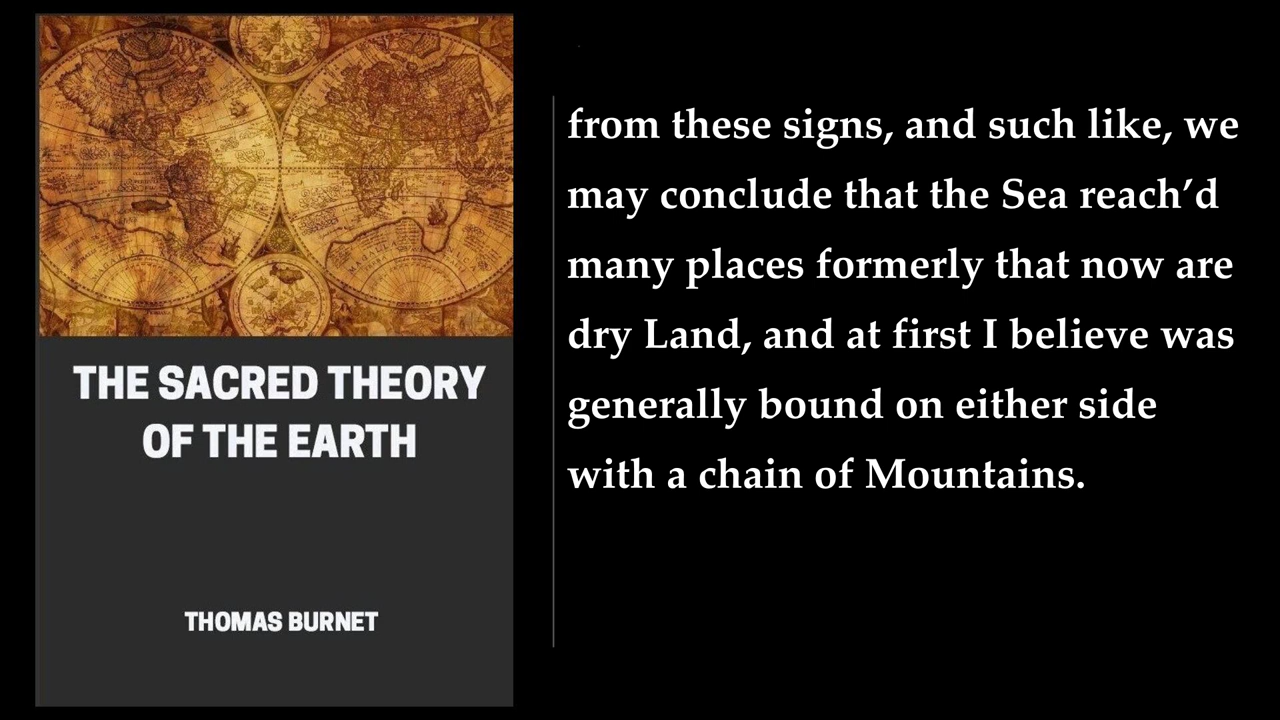 THE SACRED THEORY
OF THE EARTH
THOMAS BURNET
from these signs, and such like, we
may conclude that the Sea reach’d
many places formerly that now are
dry Land, and at first I believe was
generally bound on either side
with a chain of Mountains.